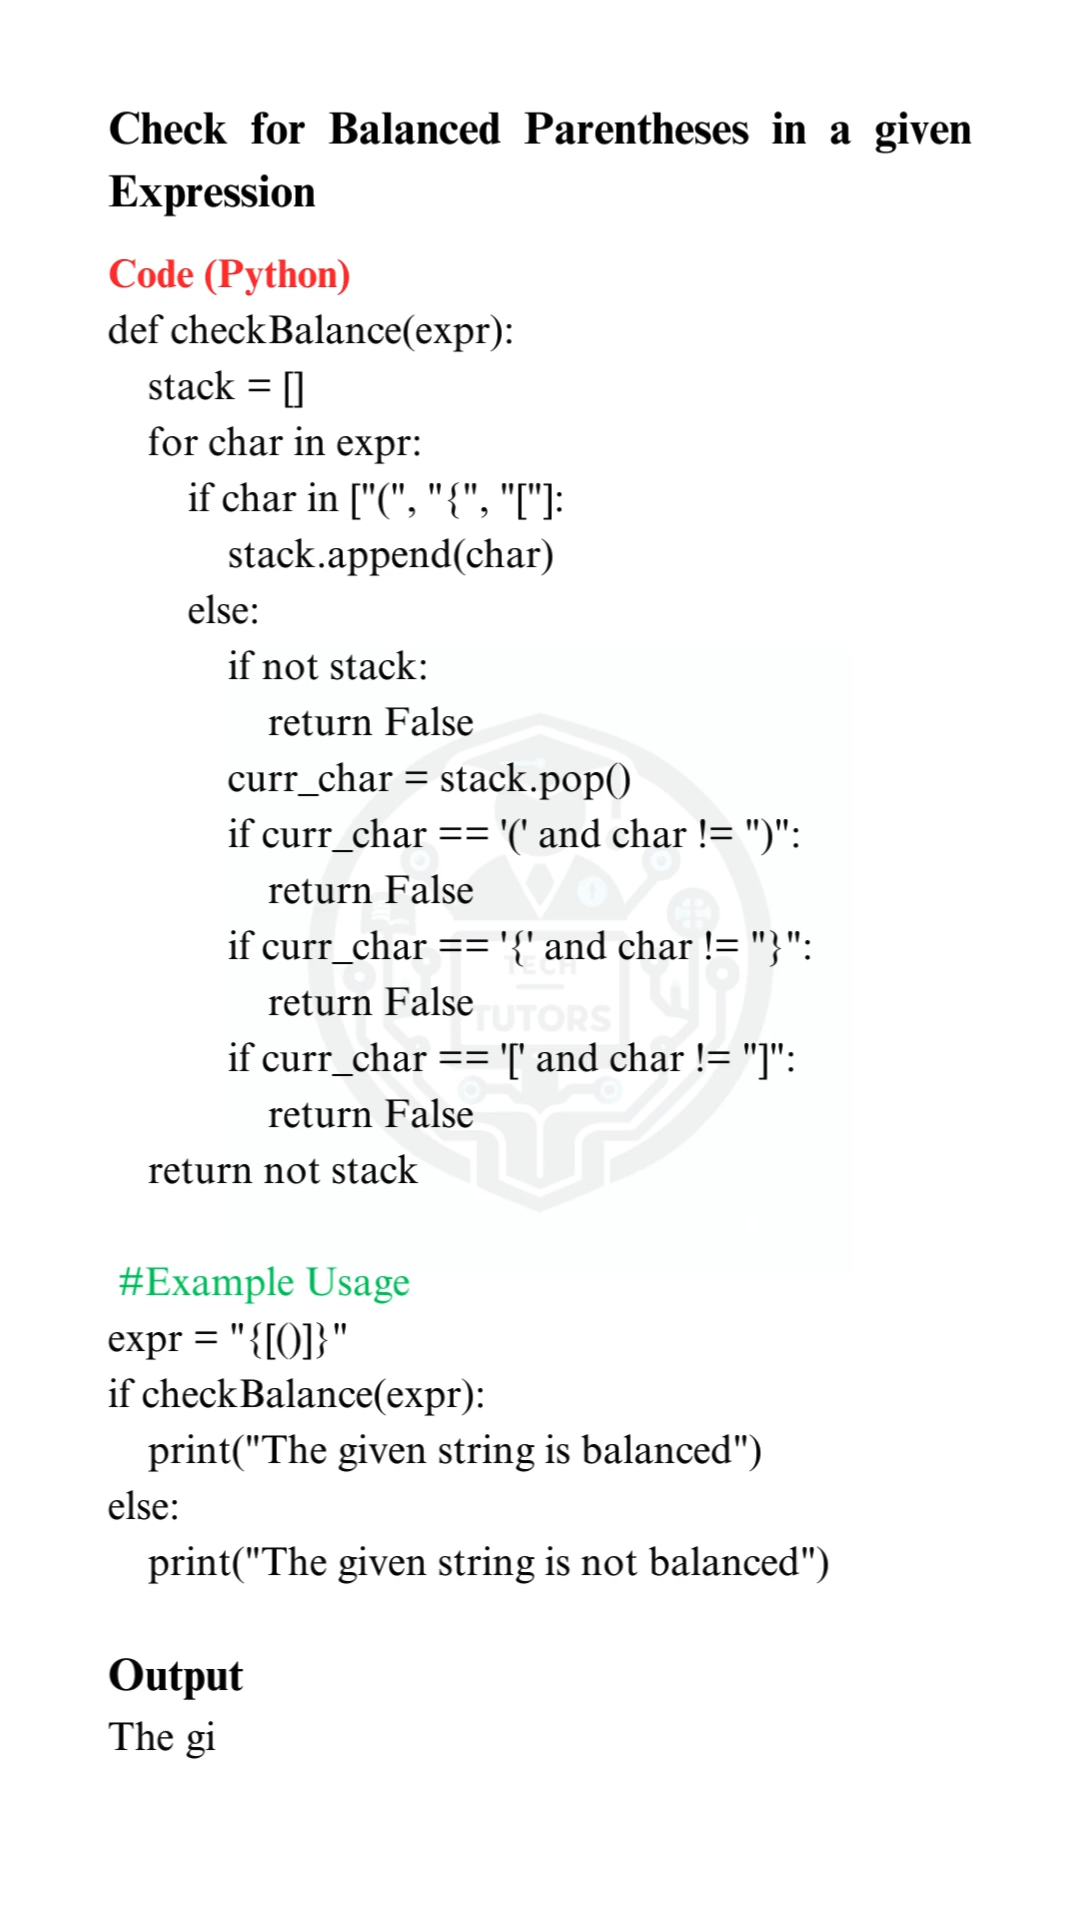 Check for Balanced Parentheses in a given
Expression
Code (Python)
def checkBalance(expr):
    stack = []
    for char in expr:
        if char in ["(", "{", "["]:
            stack.append(char)
        else:
            if not stack:
                return False
            curr_char = stack.pop()
            if curr_char == '(' and char != ")":
                return False
            if curr_char == '{' and char != "}":
                return False
            if curr_char == '[' and char != "]":
                return False
    return not stack
#Example Usage
expr = "{[()]}"
if checkBalance(expr):
    print("The given string is balanced")
else:
    print("The given string is not balanced")
Output
The gi
TECH
TUTORS